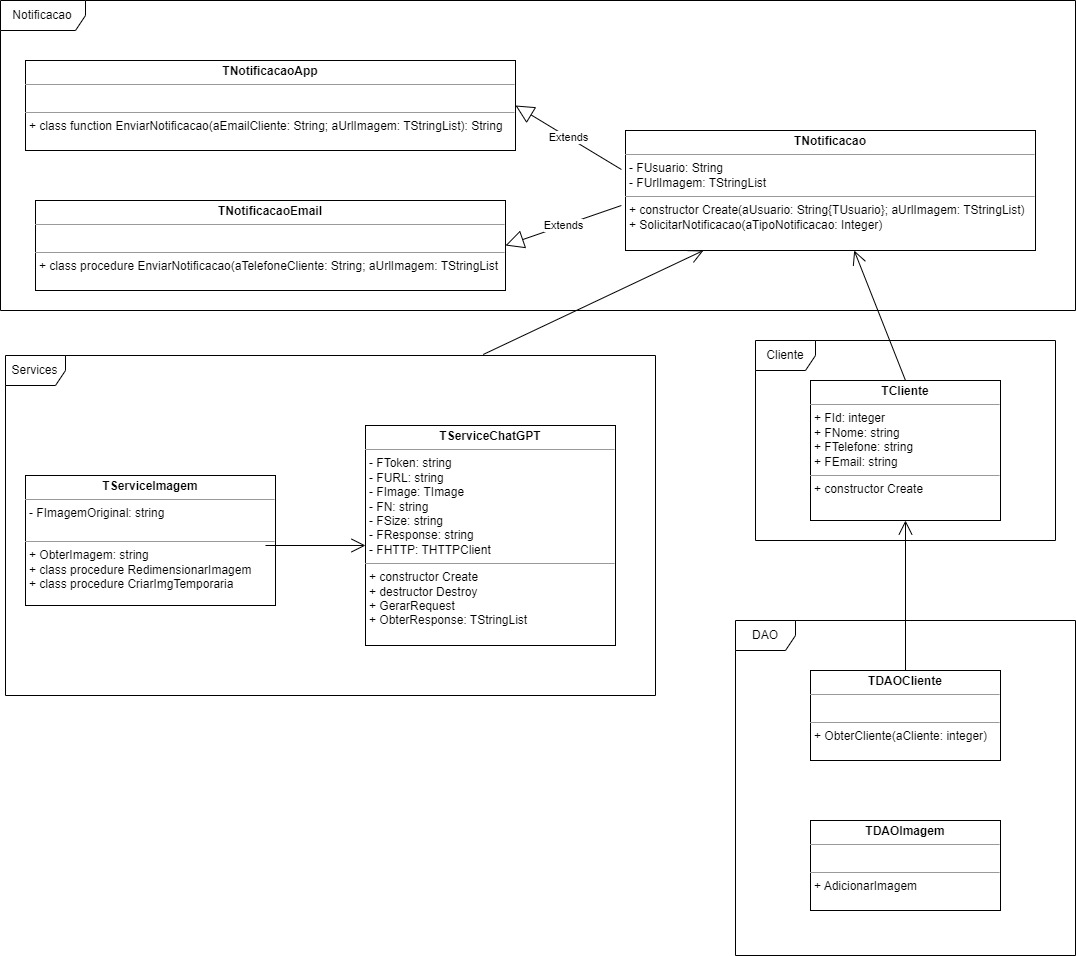 Notificacao
TNotificacaoApp
+ class function EnviarNotificacao(aEmailCliente: String; aUrlImagem: TStringList): String
Extends
TNotificacao
- FUsuario: String
- FUrlImagem: TStringList
+ constructor Create(aUsuario: String{TUsuario}; aUrlImagem: TStringList)
+ SolicitarNotificacao(aTipoNotificacao: Integer)
TNotificacaoEmail
+ class procedure EnviarNotificacao(aTelefoneCliente: String; aUrlImagem: TStringList
Extends
Services
TServiceImagem
- FImagemOriginal: string
+ ObterImagem: string
+ class procedure RedimensionarImagem
+ class procedure CriarImgTemporaria
TServiceChatGPT
- FToken: string
- FURL: string
- FImage: TImage
- FN: string
- FSize: string
- FResponse: string
- FHTTP: THTTPClient
+ constructor Create
+ destructor Destroy
+ GerarRequest
+ ObterResponse: TStringList
Cliente
TCliente
+ FId: integer
+ FNome: string
+ FTelefone: string
+ FEmail: string
+ constructor Create
DAO
TDAOCliente
+ ObterCliente(aCliente: integer)
TDAOImagem
+ AdicionarImagem